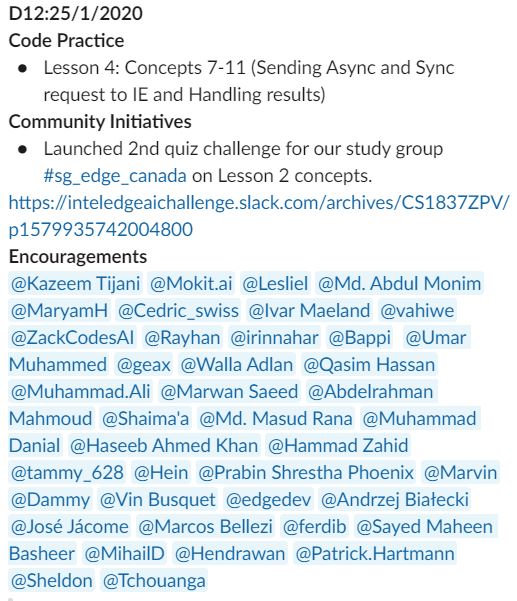 D12:25/1/2020
Code Practice
● Lesson 4: Concepts 7-11 (Sending Async and Sync
request to IE and Handling results)
Community Initiatives
● Launched 2nd quiz challenge for our study group
#sg_edge_canada on Lesson 2 concepts.
https://inteledgeaichallenge.slack.com/archives/CS1837ZPV/
p1579935742004800
Encouragements
@Kazeem Tijani @Mokit.ai @Lesliel @Md. Abdul Monim
@MaryamH @Cedric_swiss @Ivar Maeland @vahiwe
@ZackCodesAI @Rayhan @irinnahar @Bappi @Umar
Muhammed @geax @Walla Adlan @Qasim Hassan
@Muhammad.Ali @Marwan Saeed @Abdelrahman
Mahmoud @Shaima'a @Md. Masud Rana @Muhammad
Danial @Haseeb Ahmed Khan @Hammad Zahid
@tammy_628 @Hein @Prabin Shrestha Phoenix @Marvin
@Dammy @Vin Busquet @edgedev @Andrzej Białecki
@José Jácome @Marcos Bellezi @ferdib @Sayed Maheen
Basheer @MihailD @Hendrawan @Patrick.Hartmann
@Sheldon @Tchouanga